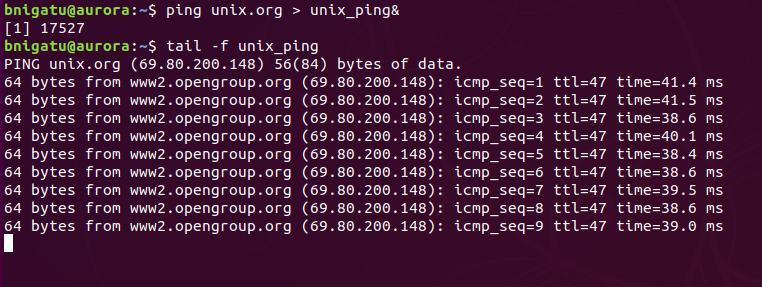 bnigatu@aurora:~$ ping unix.org > unix_ping&
[1] 17527
bnigatu@aurora:~$ tail -f unix_ping
PING unix.org (69.80.200.148) 56(84) bytes of data.
64 bytes from www2.opengroup.org (69.80.200.148): icmp_seq=1 ttl=47 time=41.4 ms
64 bytes from www2.opengroup.org (69.80.200.148): icmp_seq=2 ttl=47 time=41.5 ms
64 bytes from www2.opengroup.org (69.80.200.148): icmp_seq=3 ttl=47 time=38.6 ms
64 bytes from www2.opengroup.org (69.80.200.148): icmp_seq=4 ttl=47 time=40.1 ms
64 bytes from www2.opengroup.org (69.80.200.148): icmp_seq=5 ttl=47 time=38.4 ms
64 bytes from www2.opengroup.org (69.80.200.148): icmp_seq=6 ttl=47 time=38.6 ms
64 bytes from www2.opengroup.org (69.80.200.148): icmp_seq=7 ttl=47 time=39.5 ms
64 bytes from www2.opengroup.org (69.80.200.148): icmp_seq=8 ttl=47 time=38.6 ms
64 bytes from www2.opengroup.org (69.80.200.148): icmp_seq=9 ttl=47 time=39.0 ms